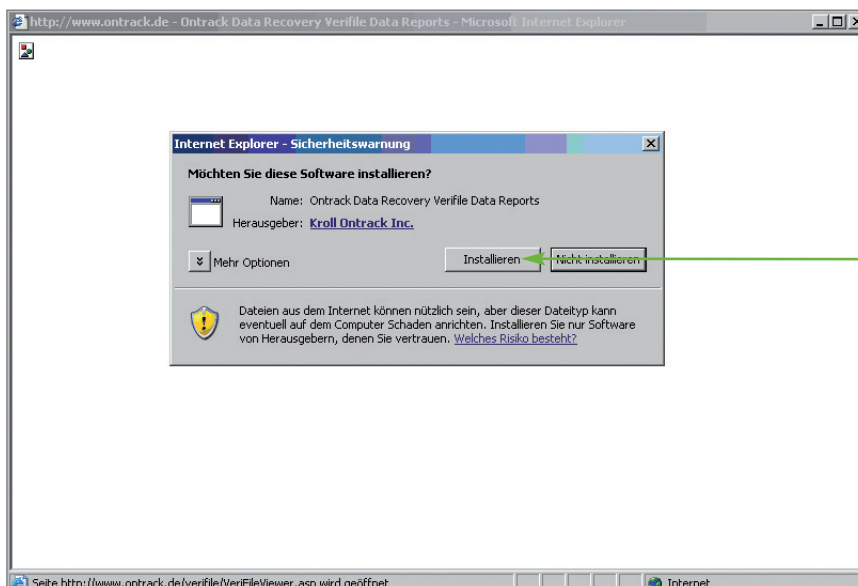 http://www.ontrack.de - Ontrack Data Recovery Verifile Data Reports - Microsoft Internet Explorer
Internet Explorer - Sicherheitswarnung
Möchten Sie diese Software installieren?
Name: Ontrack Data Recovery Verifile Data Reports
Herausgeber: Kroll Ontrack Inc.
Mehr Optionen
Installieren
Nicht installieren
Dateien aus dem Internet können nützlich sein, aber dieser Dateityp kann
eventuell auf dem Computer Schaden anrichten. Installieren Sie nur Software
von Herausgebern, denen Sie vertrauen. Welches Risiko besteht?
Seite http://www.ontrack.de/verifile/VeriFileViewer.asp wird geöffnet
Internet